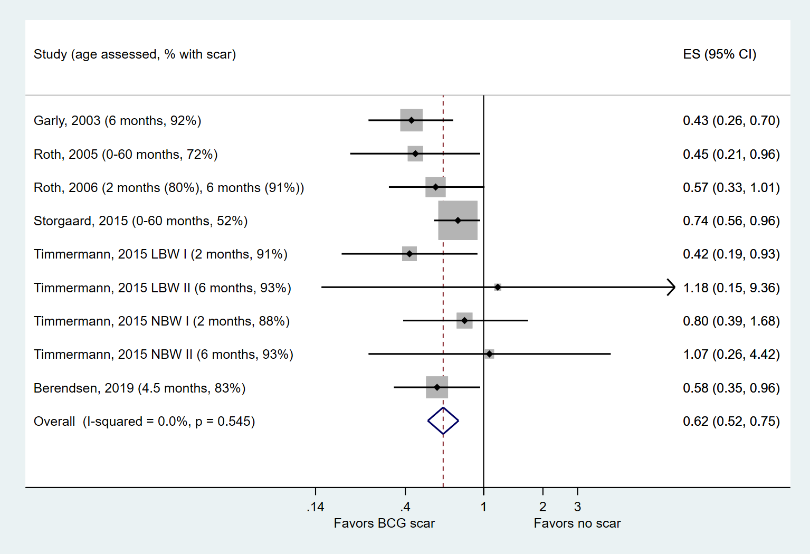 Study (age assessed, % with scar) ES (95% CI)
Garly, 2003 (6 months, 92%) 0.43 (0.26, 0.70)
Roth, 2005 (0-60 months, 72%) 0.45 (0.21, 0.96)
Roth, 2006 (2 months (80%), 6 months (91%)) 0.57 (0.33, 1.01)
Storgaard, 2015 (0-60 months, 52%) 0.74 (0.56, 0.96)
Timmermann, 2015 LBW I (2 months, 91%) 0.42 (0.19, 0.93)
Timmermann, 2015 LBW II (6 months, 93%) 1.18 (0.15, 9.36)
Timmermann, 2015 NBW I (2 months, 88%) 0.80 (0.39, 1.68)
Timmermann, 2015 NBW II (6 months, 93%) 1.07 (0.26, 4.42)
Berendsen, 2019 (4.5 months, 83%) 0.58 (0.35, 0.96)
Overall (I-squared = 0.0%, p = 0.545) 0.62 (0.52, 0.75)
.14 .4 1 2 3
Favors BCG scar Favors no scar